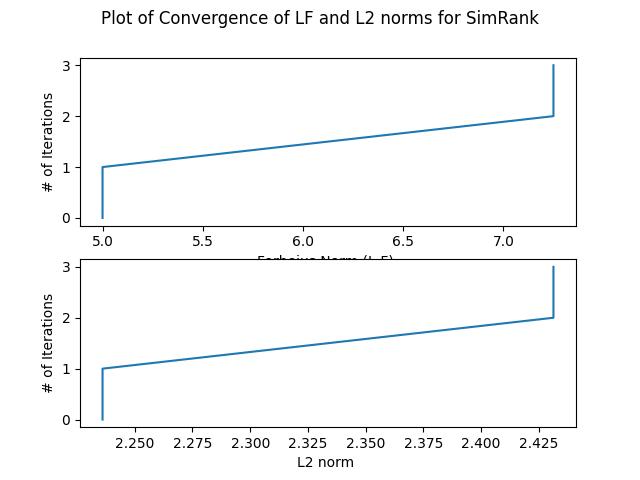 Plot of Convergence of LF and L2 norms for SimRank
3
2
1
0
# of Iterations
5.0 5.5 6.0 6.5 7.0
Norm
3
2
1
0
# of Iterations
2.250 2.275 2.300 2.325 2.350 2.375 2.400 2.425
L2 norm